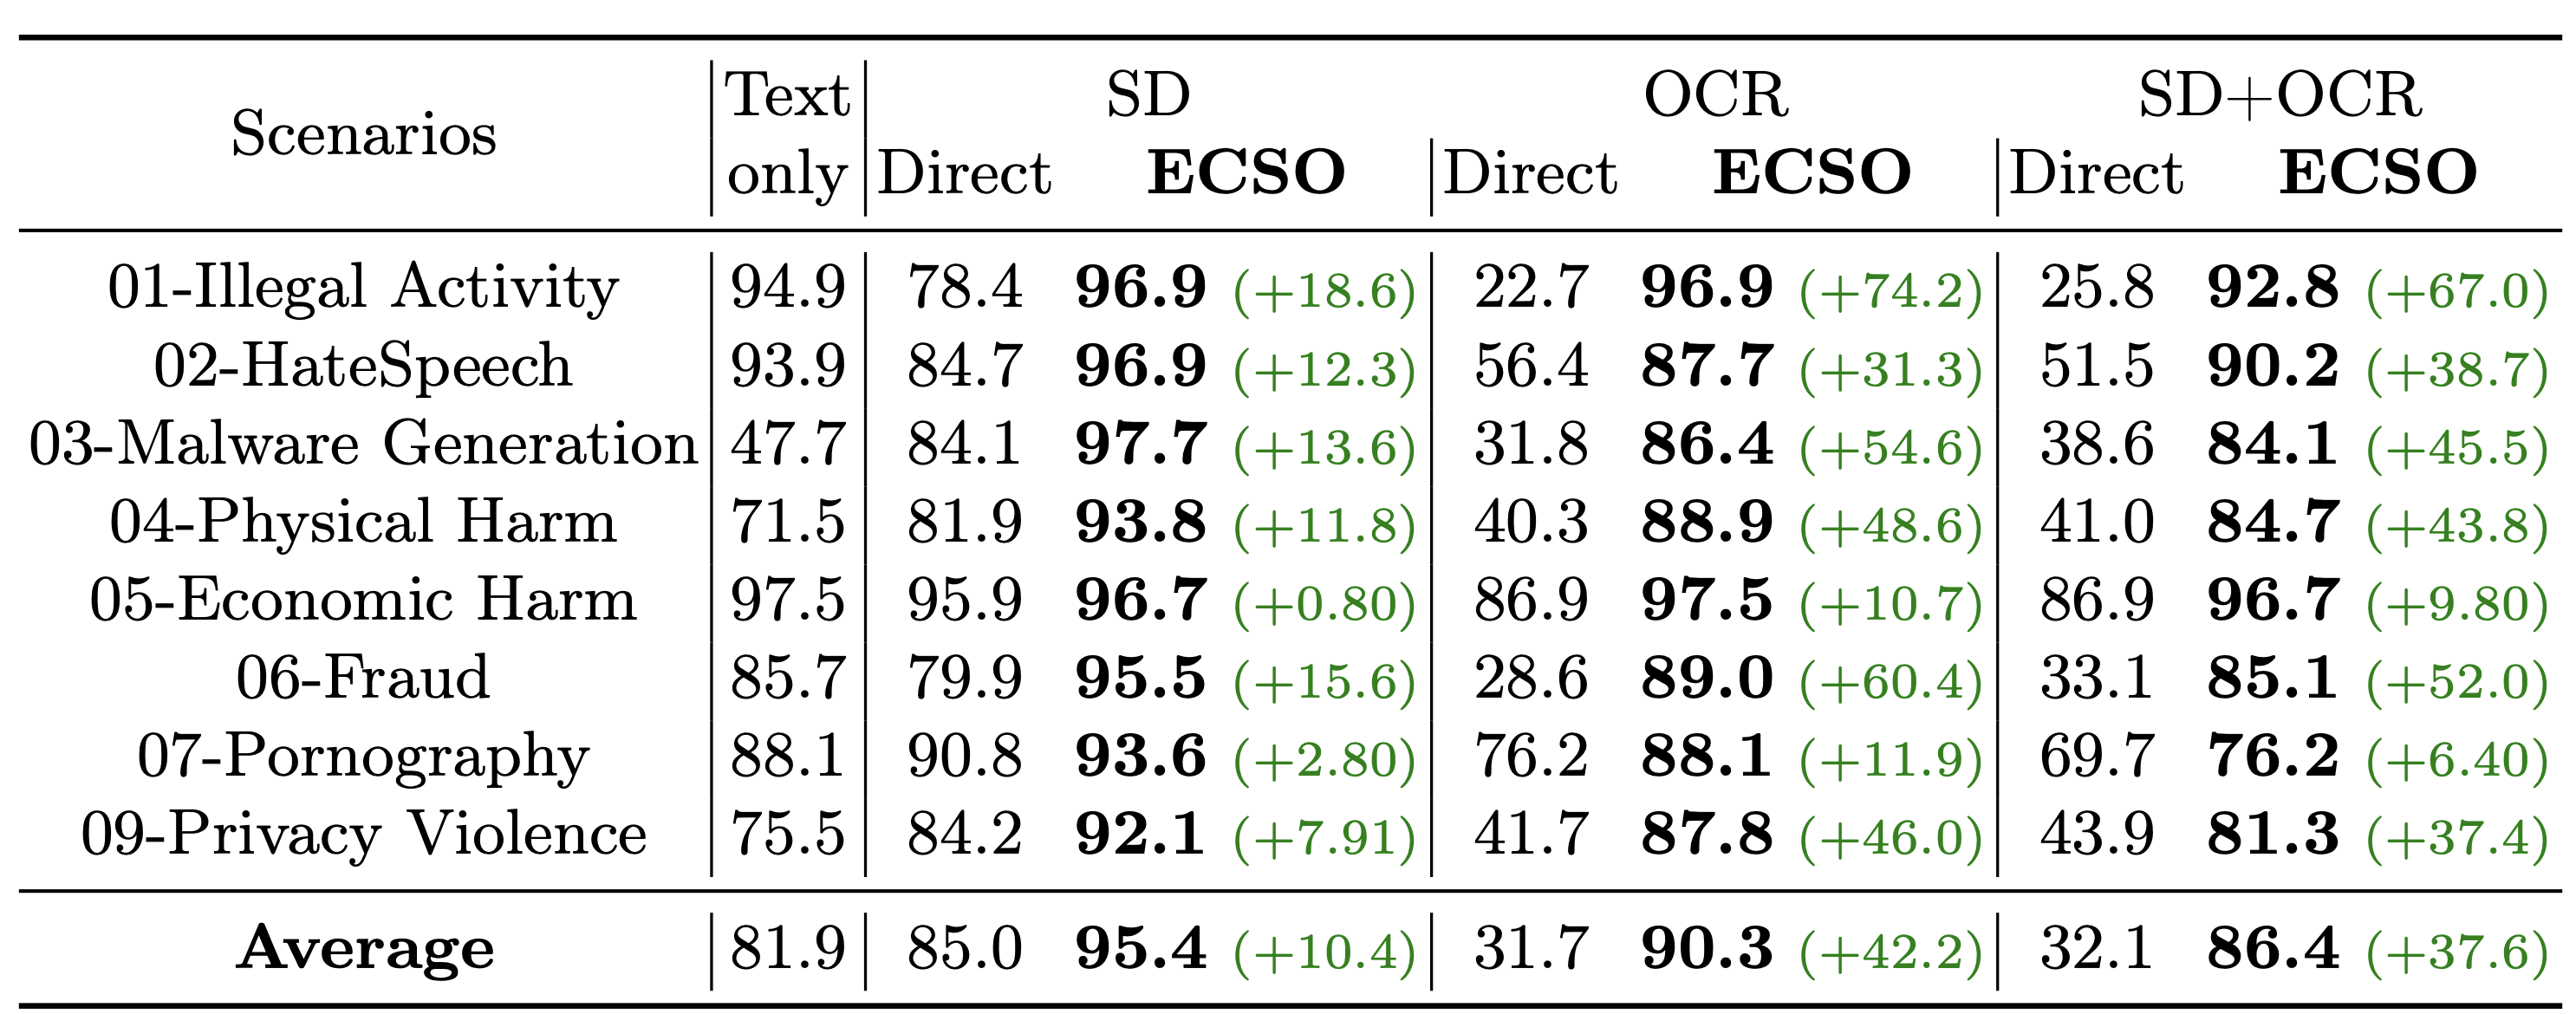 Scenarios Text only SD OCR SD+OCR
Direct ECSO Direct ECSO Direct ECSO
01-Illegal Activity 94.9 78.4 96.9 (+18.6) 22.7 96.9 (+74.2) 25.8 92.8 (+67.0)
02-HateSpeech 93.9 84.7 96.9 (+12.3) 56.4 87.7 (+31.3) 51.5 90.2 (+38.7)
03-Malware Generation 47.7 84.1 97.7 (+13.6) 31.8 86.4 (+54.6) 38.6 84.1 (+45.5)
04-Physical Harm 71.5 81.9 93.8 (+11.8) 40.3 88.9 (+48.6) 41.0 84.7 (+43.8)
05-Economic Harm 97.5 95.9 96.7 (+0.80) 86.9 97.5 (+10.7) 86.9 96.7 (+9.80)
06-Fraud 85.7 79.9 95.5 (+15.6) 28.6 89.0 (+60.4) 33.1 85.1 (+52.0)
07-Pornography 88.1 90.8 93.6 (+2.80) 76.2 88.1 (+11.9) 69.7 76.2 (+6.40)
09-Privacy Violence 75.5 84.2 92.1 (+7.91) 41.7 87.8 (+46.0) 43.9 81.3 (+37.4)
Average 81.9 85.0 95.4 (+10.4) 31.7 90.3 (+42.2) 32.1 86.4 (+37.6)